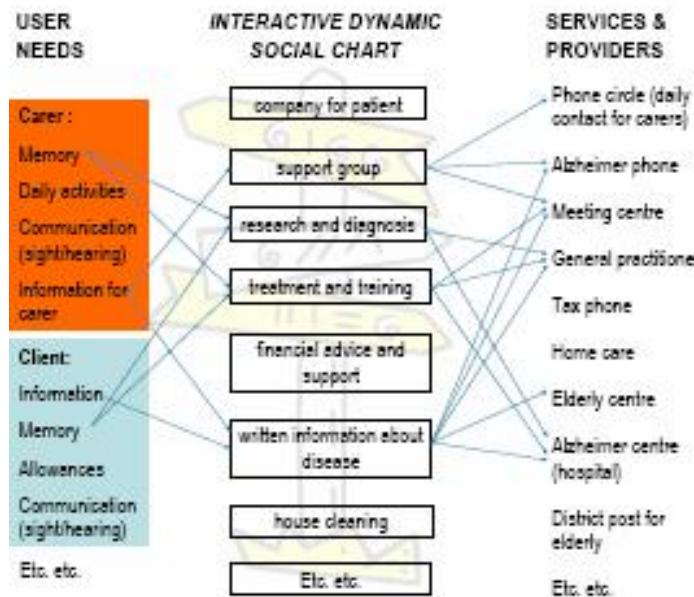 USER
NEEDS
INTERACTIVE DYNAMIC
SOCIAL CHART
SERVICES &
PROVIDERS
Carer :
Memory
Daily activities
Communication
(sight/hearing)
Information for
carer
Client:
Information
Memory
Allowances
Communication
(sight/hearing)
Etc. etc.
company for patient
support group
research and diagnosis
treatment and training
financial advice and
support
written information about
disease
house cleaning
Etc. etc.
Phone circle (daily
contact for carers)
Alzheimer phone
Meeting centre
General practitione
Tax phone
Home care
Elderly centre
Alzheimer centre
(hospital)
District post for
elderly
Etc. etc.